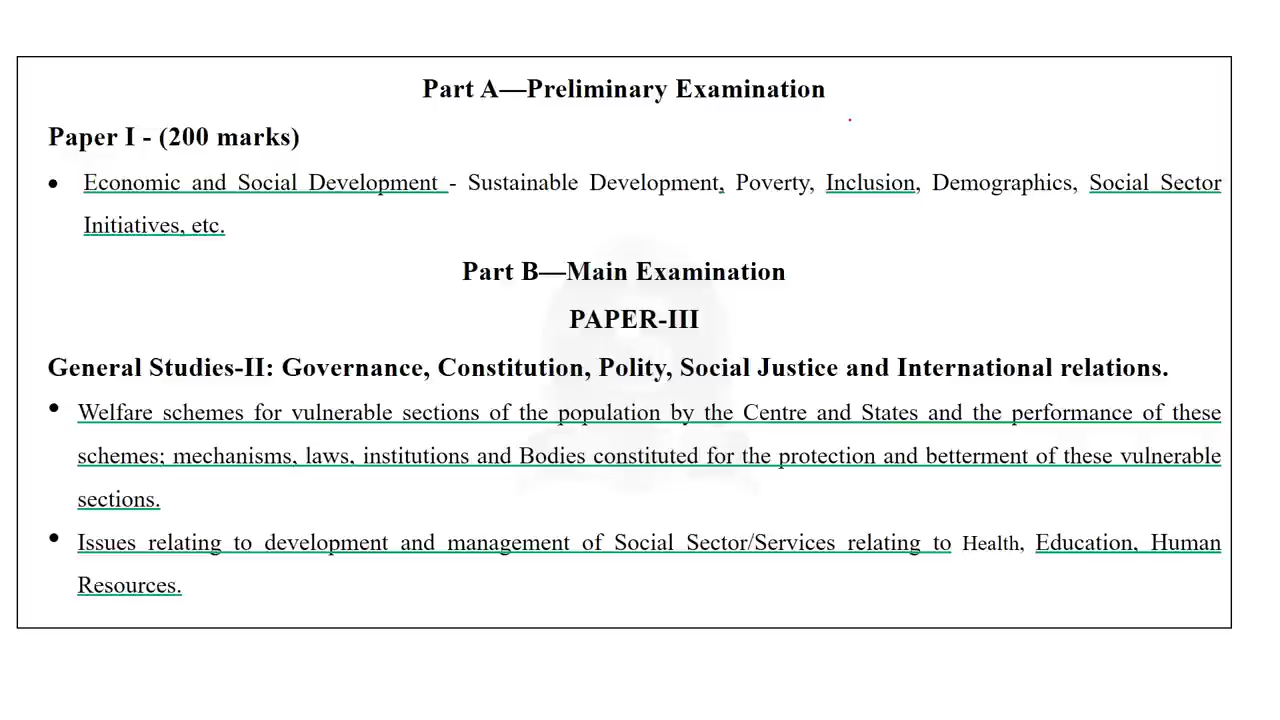 Part A—Preliminary Examination
Paper I - (200 marks)
• Economic and Social Development - Sustainable Development, Poverty, Inclusion, Demographics, Social Sector
Initiatives, etc.
Part B—Main Examination
PAPER-III
General Studies-II: Governance, Constitution, Polity, Social Justice and International relations.
• Welfare schemes for vulnerable sections of the population by the Centre and States and the performance of these
schemes; mechanisms, laws, institutions and Bodies constituted for the protection and betterment of these vulnerable
sections.
• Issues relating to development and management of Social Sector/Services relating to Health, Education, Human
Resources.